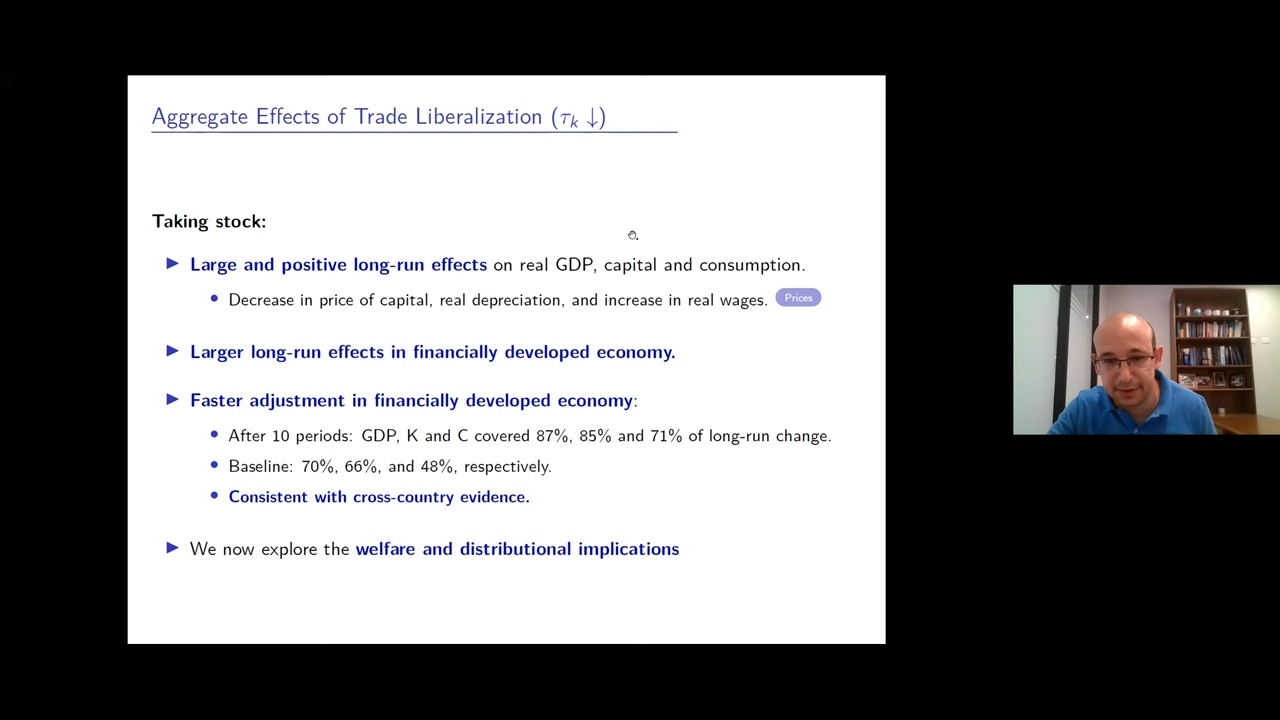 Aggregate Effects of Trade Liberalization (τₖ ↓)
Taking stock:
▶ Large and positive long-run effects on real GDP, capital and consumption.
• Decrease in price of capital, real depreciation, and increase in real wages. Prices
▶ Larger long-run effects in financially developed economy.
▶ Faster adjustment in financially developed economy:
• After 10 periods: GDP, K and C covered 87%, 85% and 71% of long-run change.
• Baseline: 70%, 66%, and 48%, respectively.
• Consistent with cross-country evidence.
▶ We now explore the welfare and distributional implications